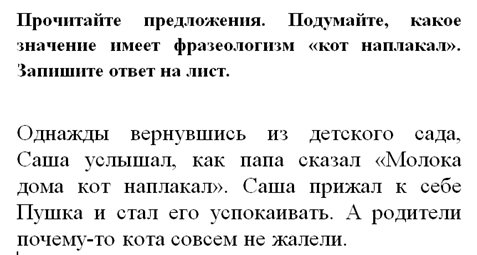 Прочитайте предложения. Подумайте, какое
значение имеет фразеологизм «кот наплакал».
Запишите ответ на лист.
Однажды вернувшись из детского сада,
Саша услышал, как папа сказал «Молока
дома кот наплакал». Саша прижал к себе
Пушка и стал его успокаивать. А родители
почему-то кота совсем не жалели.